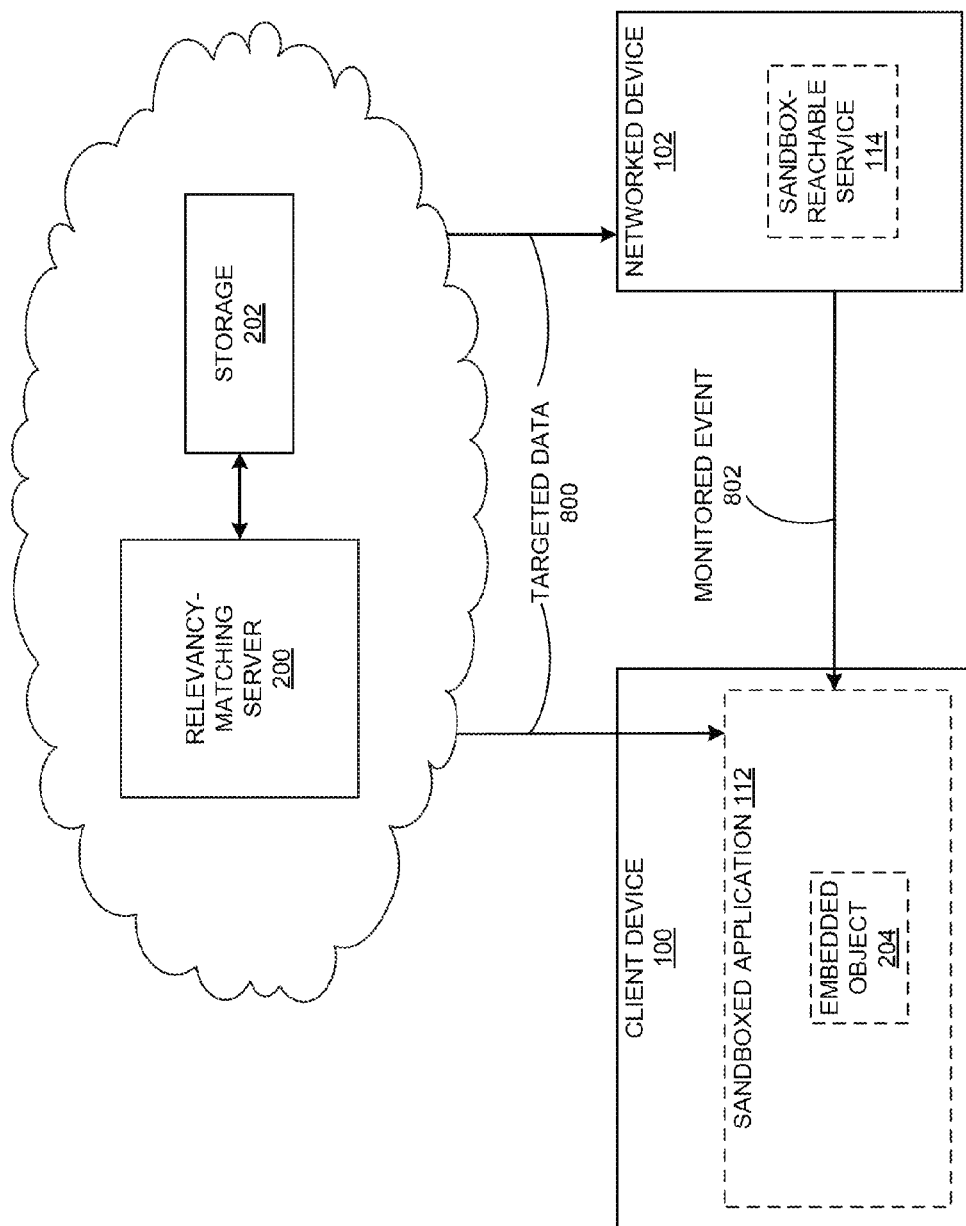 RELEVANCY-
MATCHING
SERVER
200
STORAGE
202
TARGETED DATA
800
CLIENT DEVICE
100
SANDBOXED APPLICATION 112
EMBEDDED
OBJECT
204
MONITORED EVENT
802
NETWORKED DEVICE
102
SANDBOX-
REACHABLE
SERVICE
114